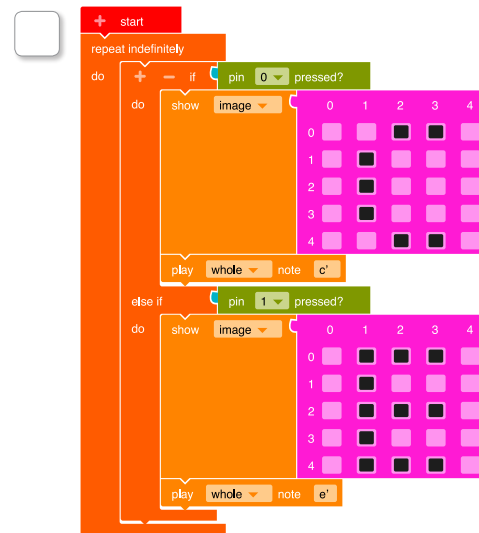 + start
repeat indefinitely
do + - if pin 0 pressed?
do show image 0 1 2 3 4
0
1
2
3
4
play whole note c'
else if pin 1 pressed?
do show image 0 1 2 3 4
0
1
2
3
4
play whole note e'